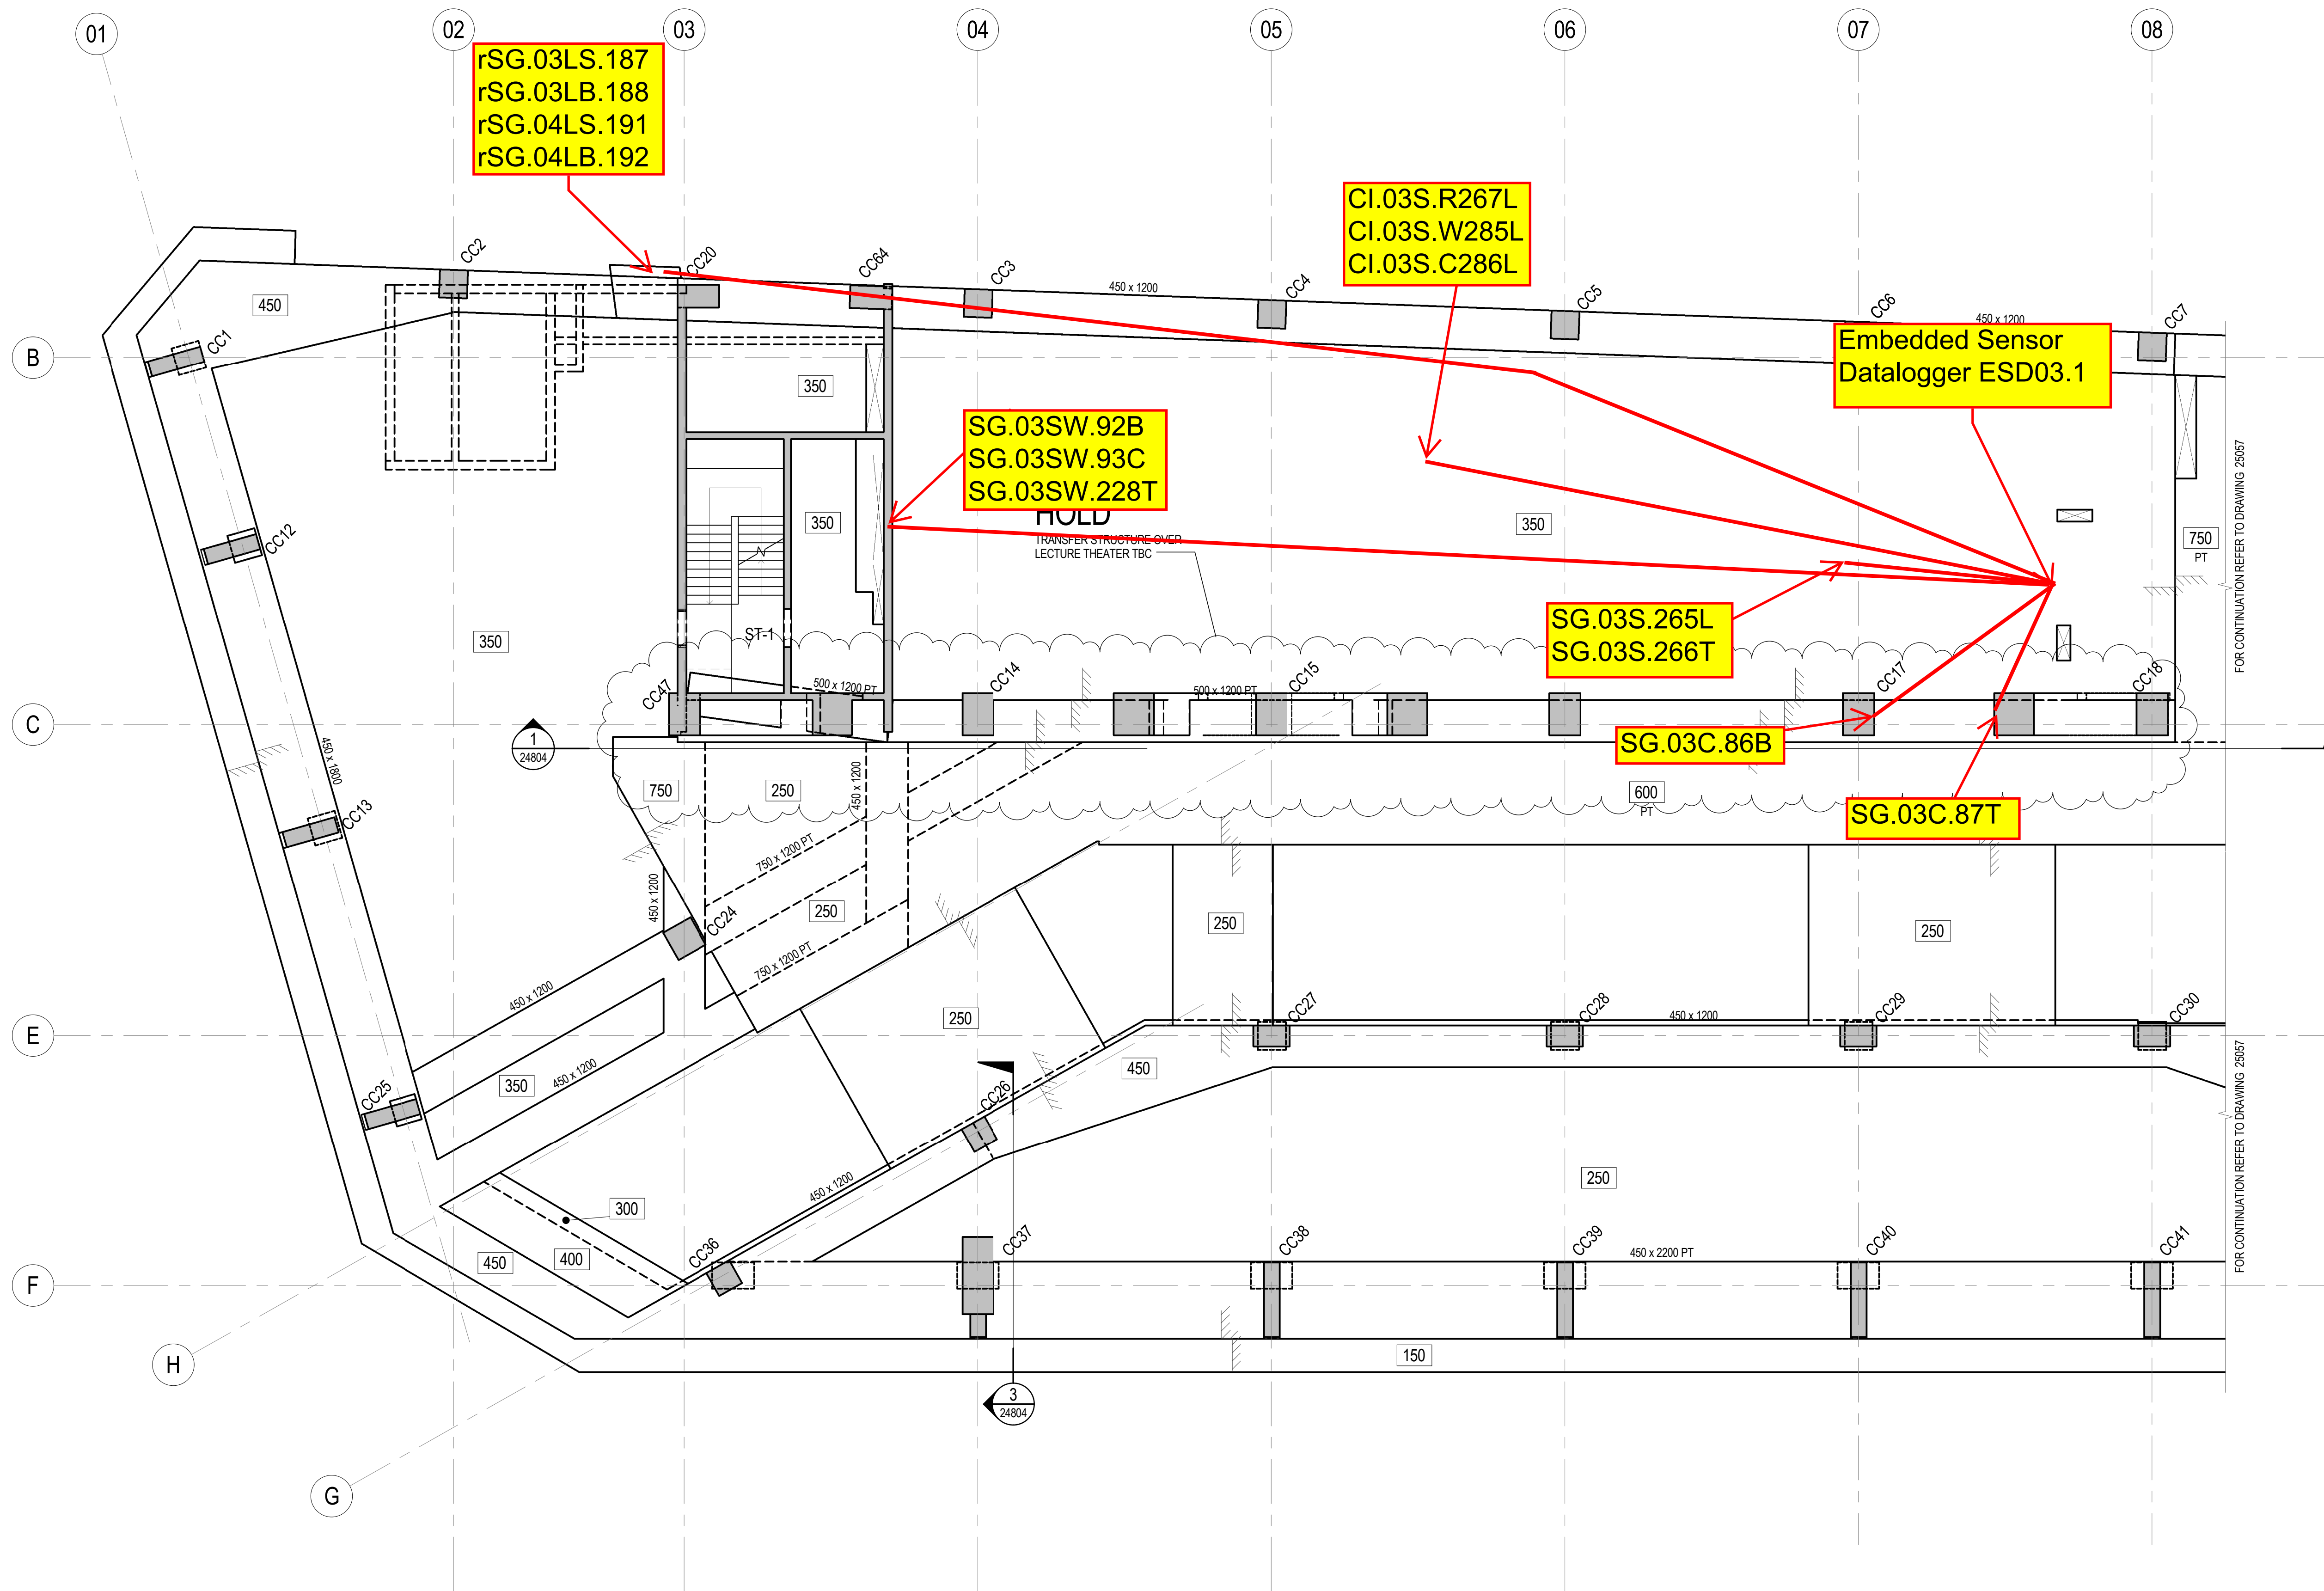 01
02
03
04
05
06
07
08
rSG.03LS.187
rSG.03LB.188
rSG.04LS.191
rSG.04LB.192
CI.03S.R267L
CI.03S.W285L
CI.03S.C286L
CC2
CC20
CC64
CC3
450 x 1200
CC4
CC5
CC6
450 x 1200
CC7
450
Embedded Sensor
Datalogger ESD03.1
B
CC1
350
SG.03SW.92B
SG.03SW.93C
SG.03SW.228T
HOLD
TRANSFER STRUCTURE OVER
LECTURE THEATER TBC
350
350
750
PT
FOR CONTINUATION REFER TO DRAWING 25057
CC12
SG.03S.265L
SG.03S.266T
350
ST-1
CC47
500 x 1200 PT
CC14
500 x 1200 PT
CC15
CC17
CC18
C
1
24804
450 x 1800
SG.03C.86B
750
250
450 x 1200
600
PT
SG.03C.87T
CC13
750 x 1200 PT
450 x 1200
CC24
250
250
250
750 x 1200 PT
450 x 1200
250
CC27
CC28
450 x 1200
CC29
CC30
E
350
450 x 1200
CC25
450
CC26
FOR CONTINUATION REFER TO DRAWING 25057
450 x 1200
250
300
450
400
CC36
CC37
CC38
CC39
450 x 2200 PT
CC40
CC41
F
H
150
3
24804
G